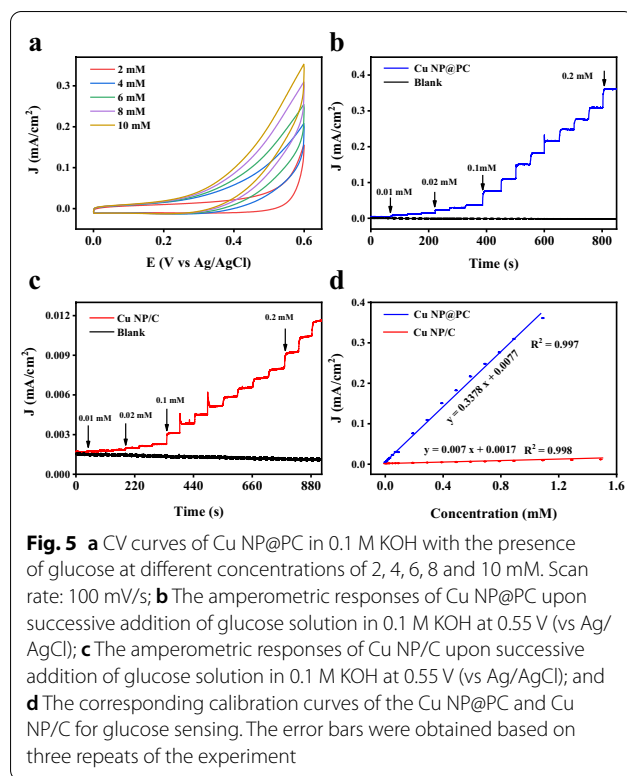 a
2 mM
4 mM
6 mM
8 mM
10 mM
J (mA/cm²)
0.3
0.2
0.1
0.0
0.0 0.2 0.4 0.6
E (V vs Ag/AgCl)
b
Cu NP@PC
Blank
0.2 mM
0.1mM
0.02 mM
0.01 mM
J (mA/cm²)
0.4
0.3
0.2
0.1
0.0
0 200 400 600 800
Time (s)
c
Cu NP/C
Blank
0.2 mM
0.1 mM
0.02 mM
0.01 mM
J (mA/cm²)
0.012
0.009
0.006
0.003
0.000
0 220 440 660 880
Time (s)
d
Cu NP@PC
Cu NP/C
R² = 0.997
y = 0.3378 x + 0.0077
y = 0.007 x + 0.0017 R² = 0.998
J (mA/cm²)
0.4
0.2
0.0
0.0 0.4 0.8 1.2 1.6
Concentration (mM)
Fig. 5 a CV curves of Cu NP@PC in 0.1 M KOH with the presence
of glucose at different concentrations of 2, 4, 6, 8 and 10 mM. Scan
rate: 100 mV/s; b The amperometric responses of Cu NP@PC upon
successive addition of glucose solution in 0.1 M KOH at 0.55 V (vs Ag/
AgCl); c The amperometric responses of Cu NP/C upon successive
addition of glucose solution in 0.1 M KOH at 0.55 V (vs Ag/AgCl); and
d The corresponding calibration curves of the Cu NP@PC and Cu
NP/C for glucose sensing. The error bars were obtained based on
three repeats of the experiment